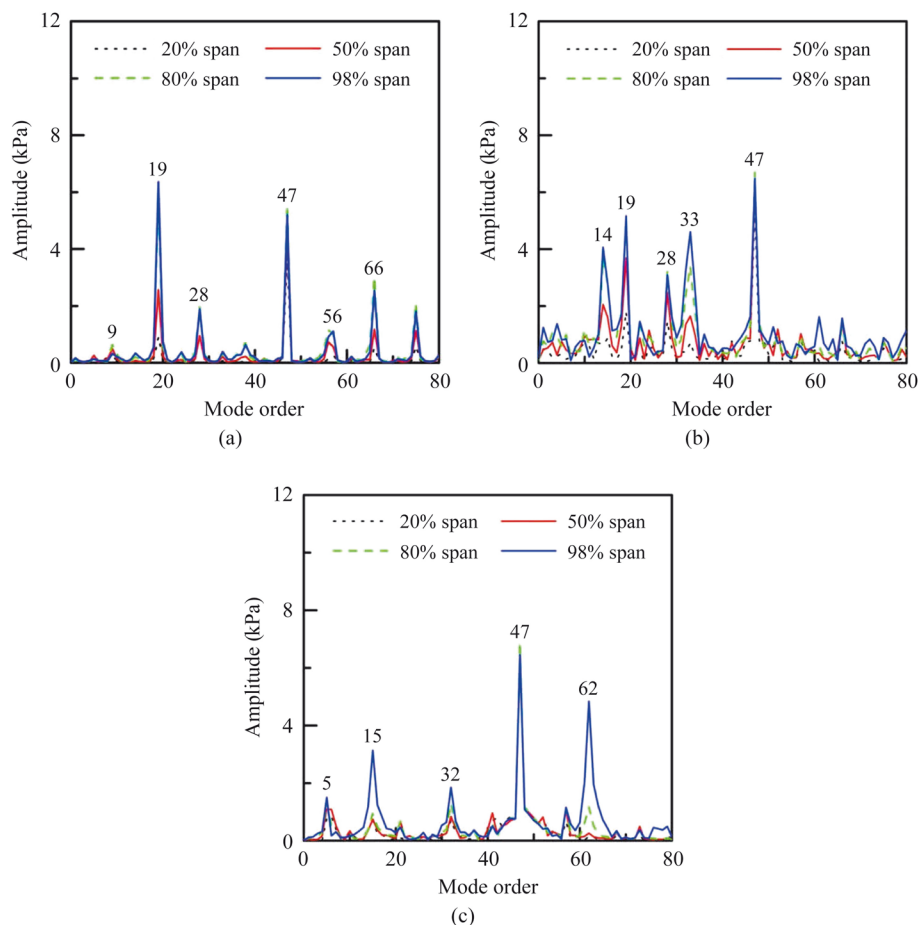 12
8
4
0
Amplitude (kPa)
20% span
50% span
80% span
98% span
9
19
28
47
56
66
0
20
40
60
80
Mode order
(a)
12
8
4
0
Amplitude (kPa)
20% span
50% span
80% span
98% span
14
19
28
33
47
0
20
40
60
80
Mode order
(b)
12
8
4
0
Amplitude (kPa)
20% span
50% span
80% span
98% span
5
15
32
47
62
0
20
40
60
80
Mode order
(c)